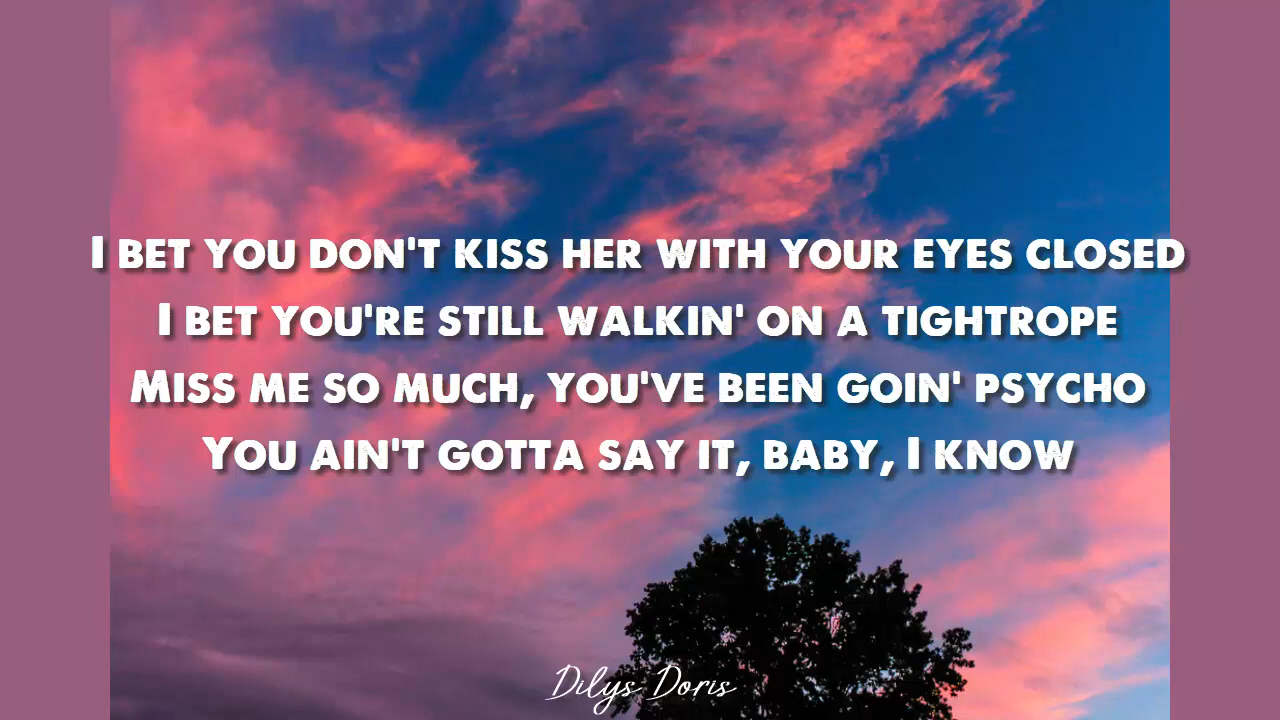 I BET YOU DON'T KISS HER WITH YOUR EYES CLOSED
I BET YOU'RE STILL WALKIN' ON A TIGHTROPE
MISS ME SO MUCH, YOU'VE BEEN GOIN' PSYCHO
YOU AIN'T GOTTA SAY IT, BABY, I KNOW
Dilys Doris